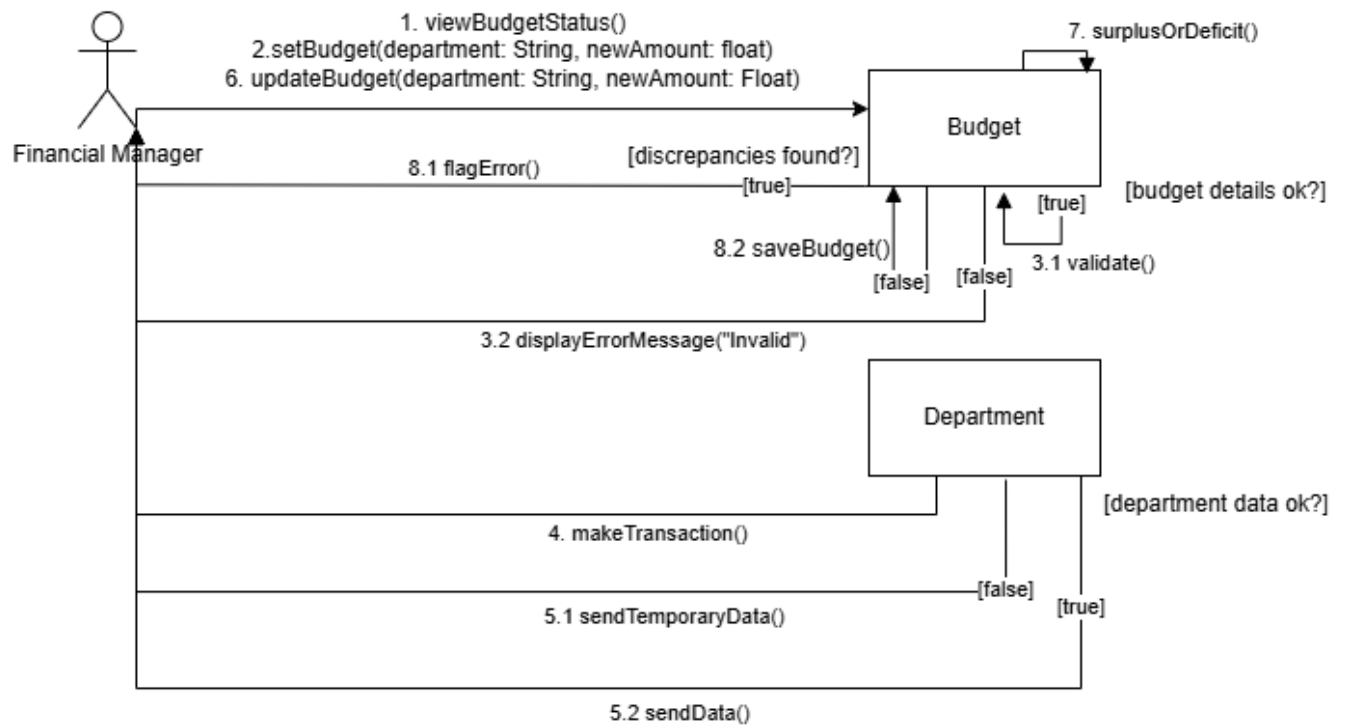 1. viewBudgetStatus()
2.setBudget(department: String, newAmount: float)
6. updateBudget(department: String, newAmount: Float)
7. surplusOrDeficit()
Budget
Financial Manager
[discrepancies found?]
8.1 flagError()
[true]
[budget details ok?]
[true]
8.2 saveBudget()
3.1 validate()
[false]
[false]
3.2 displayErrorMessage("Invalid")
Department
[department data ok?]
4. makeTransaction()
[false]
[true]
5.1 sendTemporaryData()
5.2 sendData()